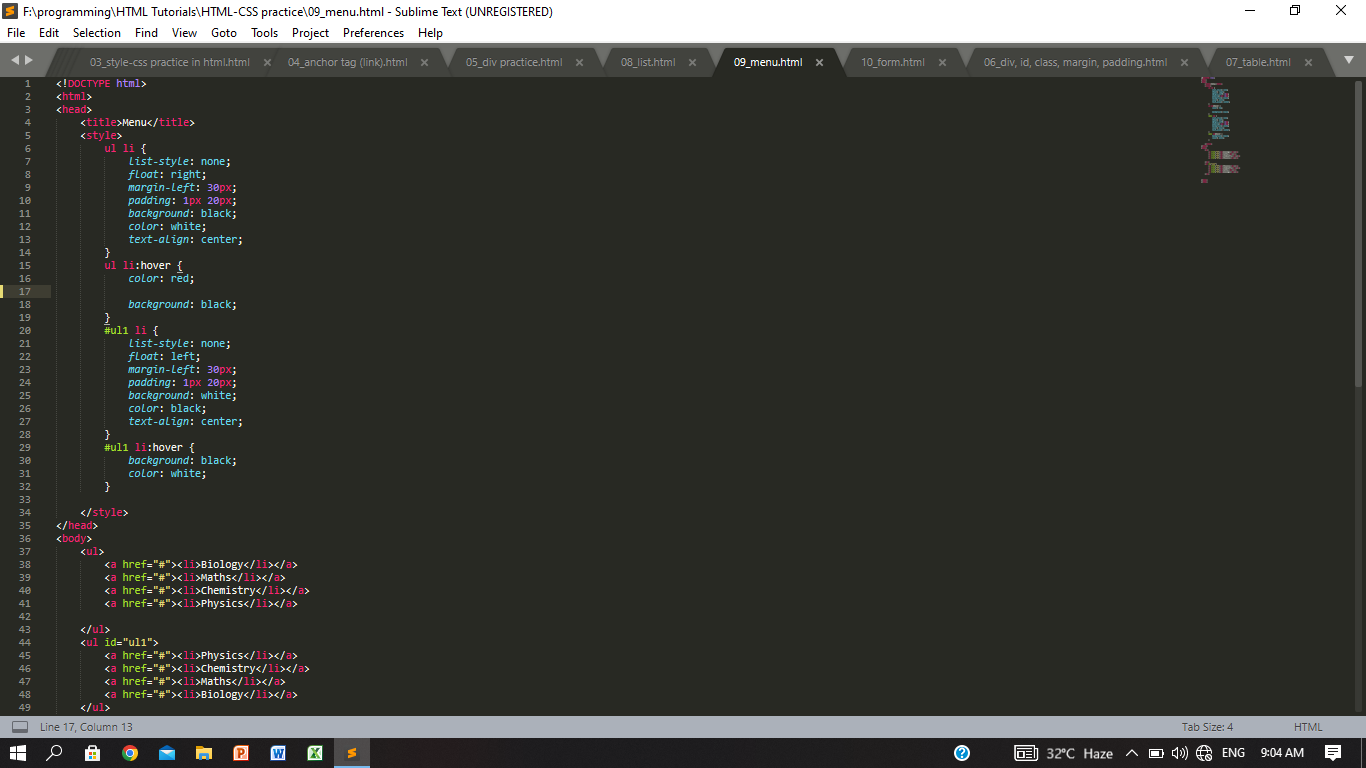 F:\programming\HTML Tutorials\HTML-CSS practice\09_menu.html - Sublime Text (UNREGISTERED)
File Edit Selection Find View Goto Tools Project Preferences Help
03_style-css practice in html.html 04_anchor tag (link).html 05_div practice.html 08_list.html 09_menu.html 10_form.html 06_div, id, class, margin, padding.html 07_table.html
1 <!DOCTYPE html>
2 <html>
3 <head>
4 <title>Menu</title>
5 <style>
6 ul li {
7 list-style: none;
8 float: right;
9 margin-left: 30px;
10 padding: 1px 20px;
11 background: black;
12 color: white;
13 text-align: center;
14 }
15 ul li:hover {
16 color: red;
17
18 background: black;
19 }
20 #ul1 li {
21 list-style: none;
22 float: left;
23 margin-left: 30px;
24 padding: 1px 20px;
25 background: white;
26 color: black;
27 text-align: center;
28 }
29 #ul1 li:hover {
30 background: black;
31 color: white;
32 }
33
34 </style>
35 </head>
36 <body>
37 <ul>
38 <a href="#"><li>Biology</li></a>
39 <a href="#"><li>Maths</li></a>
40 <a href="#"><li>Chemistry</li></a>
41 <a href="#"><li>Physics</li></a>
42
43 </ul>
44 <ul id="ul1">
45 <a href="#"><li>Physics</li></a>
46 <a href="#"><li>Chemistry</li></a>
47 <a href="#"><li>Maths</li></a>
48 <a href="#"><li>Biology</li></a>
49 </ul>
Line 17, Column 13 Tab Size: 4 HTML
32°C Haze ENG 9:04 AM